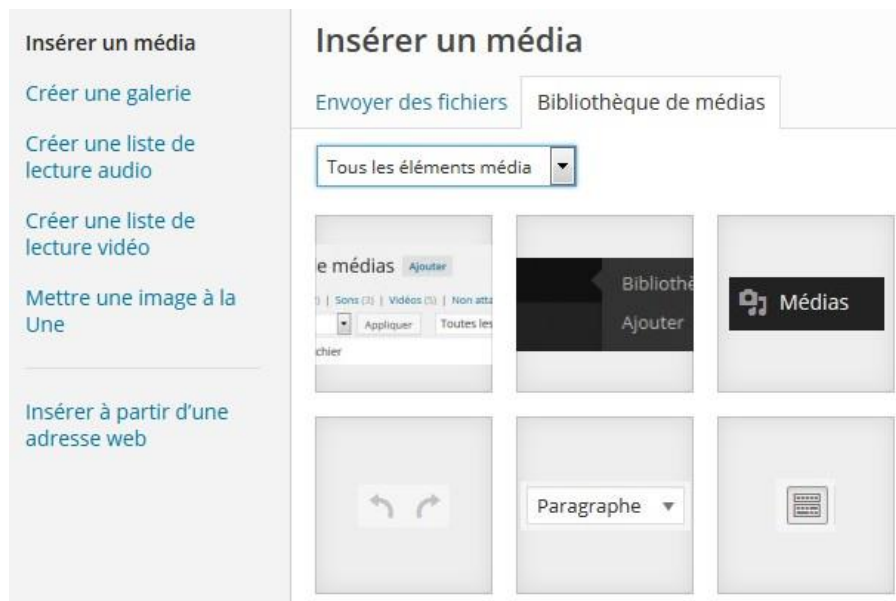 Insérer un média
Créer une galerie
Créer une liste de
lecture audio
Créer une liste de
lecture vidéo
Mettre une image à la
Une
Insérer à partir d’une
adresse web
Insérer un média
Envoyer des fichiers
Bibliothèque de médias
Tous les éléments média
e médias Ajouter
| Sons (3) | Vidéos (5) | Non atta
Appliquer Toutes les
chier
Bibliothè
Ajouter
Médias
Paragraphe